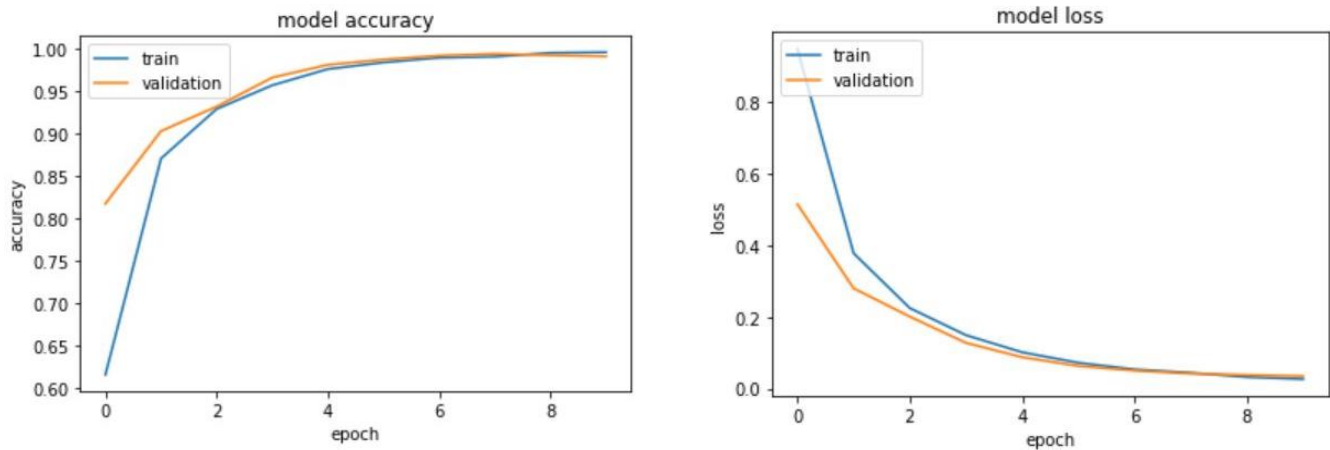 model accuracy
train
validation
1.00
0.95
0.90
0.85
0.80
0.75
0.70
0.65
0.60
accuracy
0
2
4
6
8
epoch
model loss
train
validation
0.8
0.6
0.4
0.2
0.0
loss
0
2
4
6
8
epoch